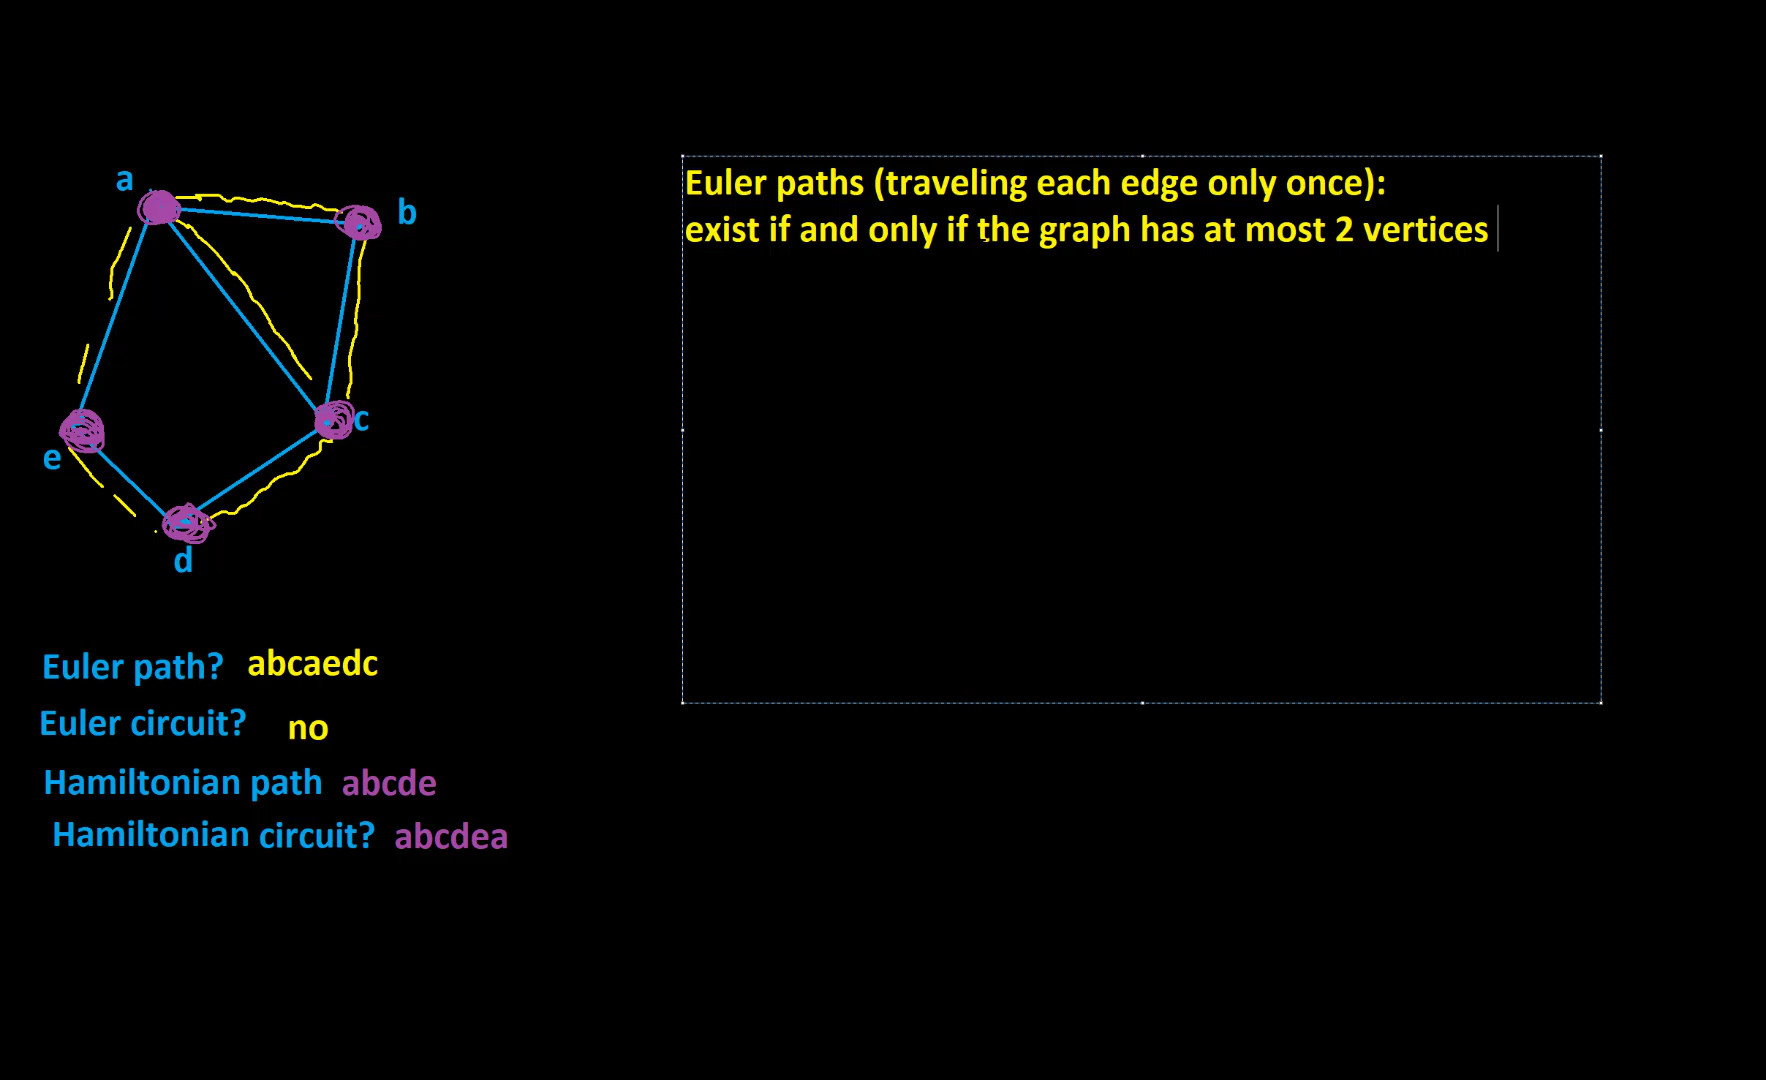 a
b
c
e
d
Euler path? abcaedc
Euler circuit? no
Hamiltonian path abcde
Hamiltonian circuit? abcdea
Euler paths (traveling each edge only once):
exist if and only if the graph has at most 2 vertices